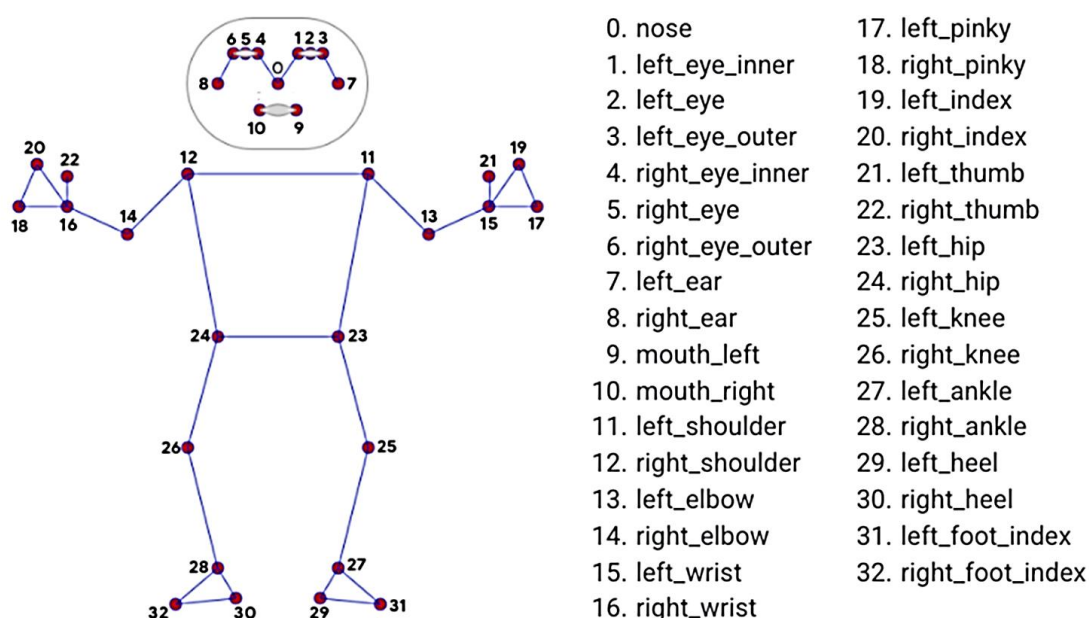 6 5 4 1 2 3
0
8 7
10 9
20 22 12 11 21 19
18 16 14 13 15 17
24 23
26 25
28 27
32 30 29 31
0. nose
1. left_eye_inner
2. left_eye
3. left_eye_outer
4. right_eye_inner
5. right_eye
6. right_eye_outer
7. left_ear
8. right_ear
9. mouth_left
10. mouth_right
11. left_shoulder
12. right_shoulder
13. left_elbow
14. right_elbow
15. left_wrist
16. right_wrist
17. left_pinky
18. right_pinky
19. left_index
20. right_index
21. left_thumb
22. right_thumb
23. left_hip
24. right_hip
25. left_knee
26. right_knee
27. left_ankle
28. right_ankle
29. left_heel
30. right_heel
31. left_foot_index
32. right_foot_index